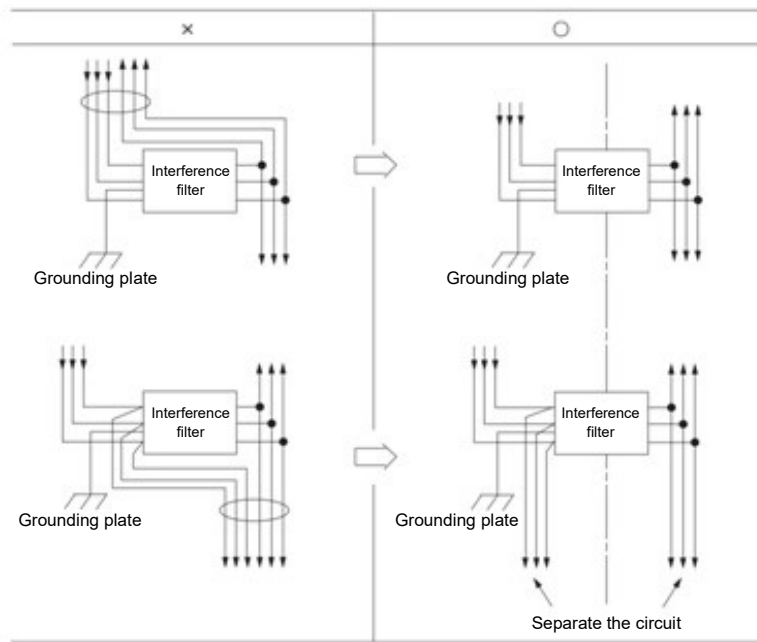 × ○
Interference
filter
Grounding plate
Interference
filter
Grounding plate
Interference
filter
Grounding plate
Interference
filter
Grounding plate
Separate the circuit